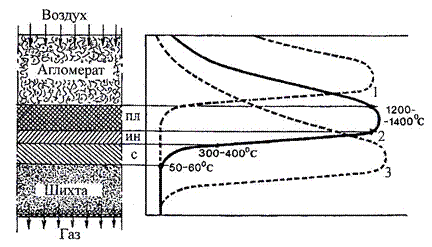 Воздух
Агломерат
пл
ин
с
Шихта
Газ
1
1200-
-1400°С
2
300-400°С
50-60°С
3